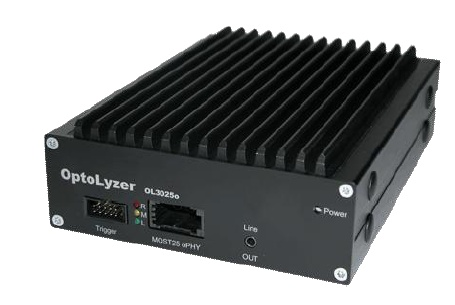 OptoLyzer
OL3025o
R
M
L
Trigger
MOST25 oPHY
Line
OUT
Power